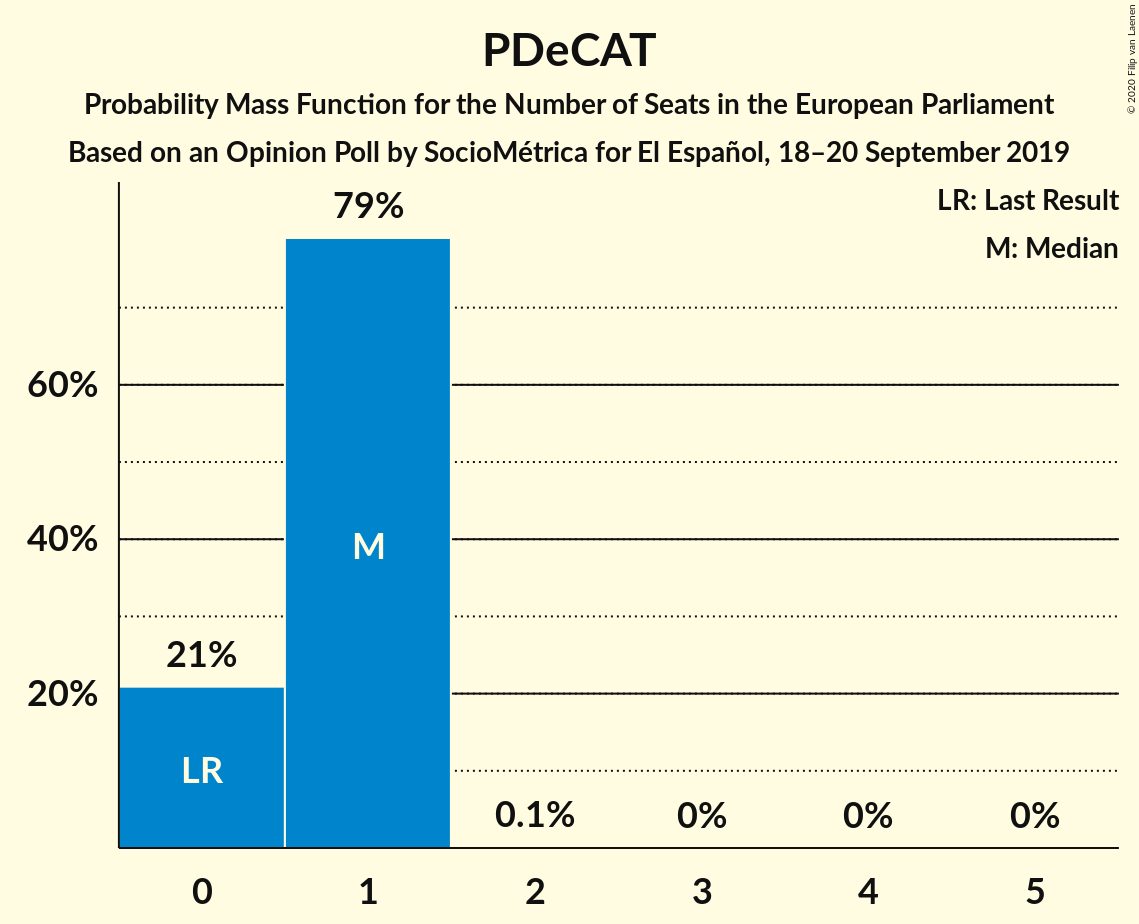 © 2020 Filip van Laenen
PDeCAT
Probability Mass Function for the Number of Seats in the European Parliament
Based on an Opinion Poll by SocioMétrica for El Español, 18–20 September 2019
LR: Last Result
M: Median
79%
60%
40%
M
21%
20%
LR
0.1%
0%
0%
0%
0
1
2
3
4
5